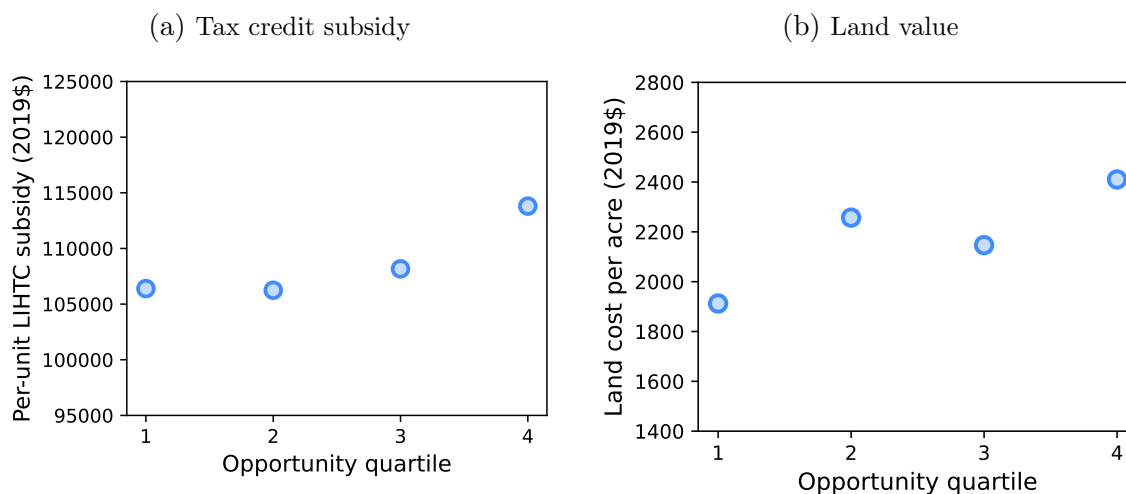 (a) Tax credit subsidy
Per-unit LIHTC subsidy (2019$)
125000
120000
115000
110000
105000
100000
95000
1 2 3 4
Opportunity quartile
(b) Land value
Land cost per acre (2019$)
2800
2600
2400
2200
2000
1800
1600
1400
1 2 3 4
Opportunity quartile